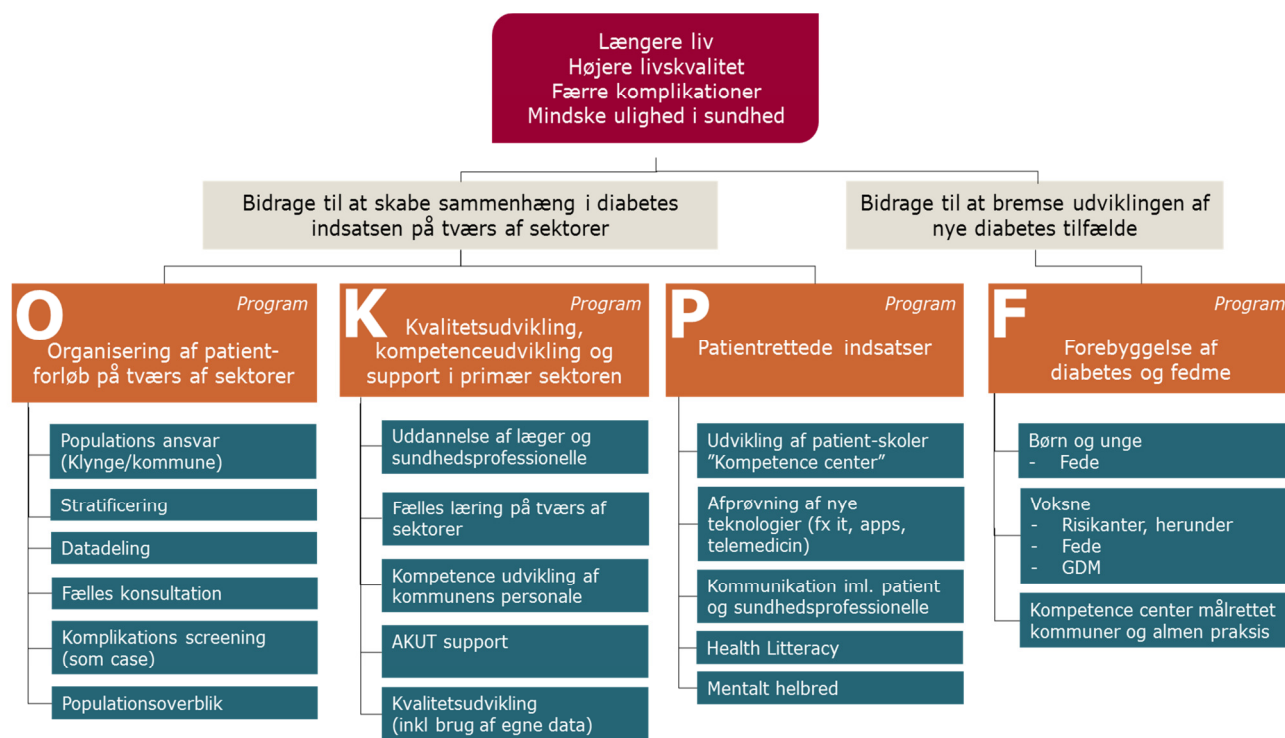 Længere liv
Højere livskvalitet
Færre komplikationer
Mindske ulighed i sundhed
Bidrage til at skabe sammenhæng i diabetes
indsatsen på tværs af sektorer
Bidrage til at bremse udviklingen af
nye diabetes tilfælde
O
Program
Organisering af patient-
forløb på tværs af sektorer
Populations ansvar
(Klynge/kommune)
Stratificering
Datadeling
Fælles konsultation
Komplikations screening
(som case)
Populationsoverblik
K
Program
Kvalitetsudvikling,
kompetenceudvikling og
support i primær sektoren
Uddannelse af læger og
sundhedsprofessionelle
Fælles læring på tværs af
sektorer
Kompetence udvikling af
kommunens personale
AKUT support
Kvalitetsudvikling
(inkl brug af egne data)
P
Program
Patientrettede indsatser
Udvikling af patient-skoler
”Kompetence center”
Afprøvning af nye
teknologier (fx it, apps,
telemedicin)
Kommunikation iml. patient
og sundhedsprofessionelle
Health Litteracy
Mentalt helbred
F
Program
Forebyggelse af
diabetes og fedme
Børn og unge
- Fede
Voksne
- Risikanter, herunder
- Fede
- GDM
Kompetence center målrettet
kommuner og almen praksis